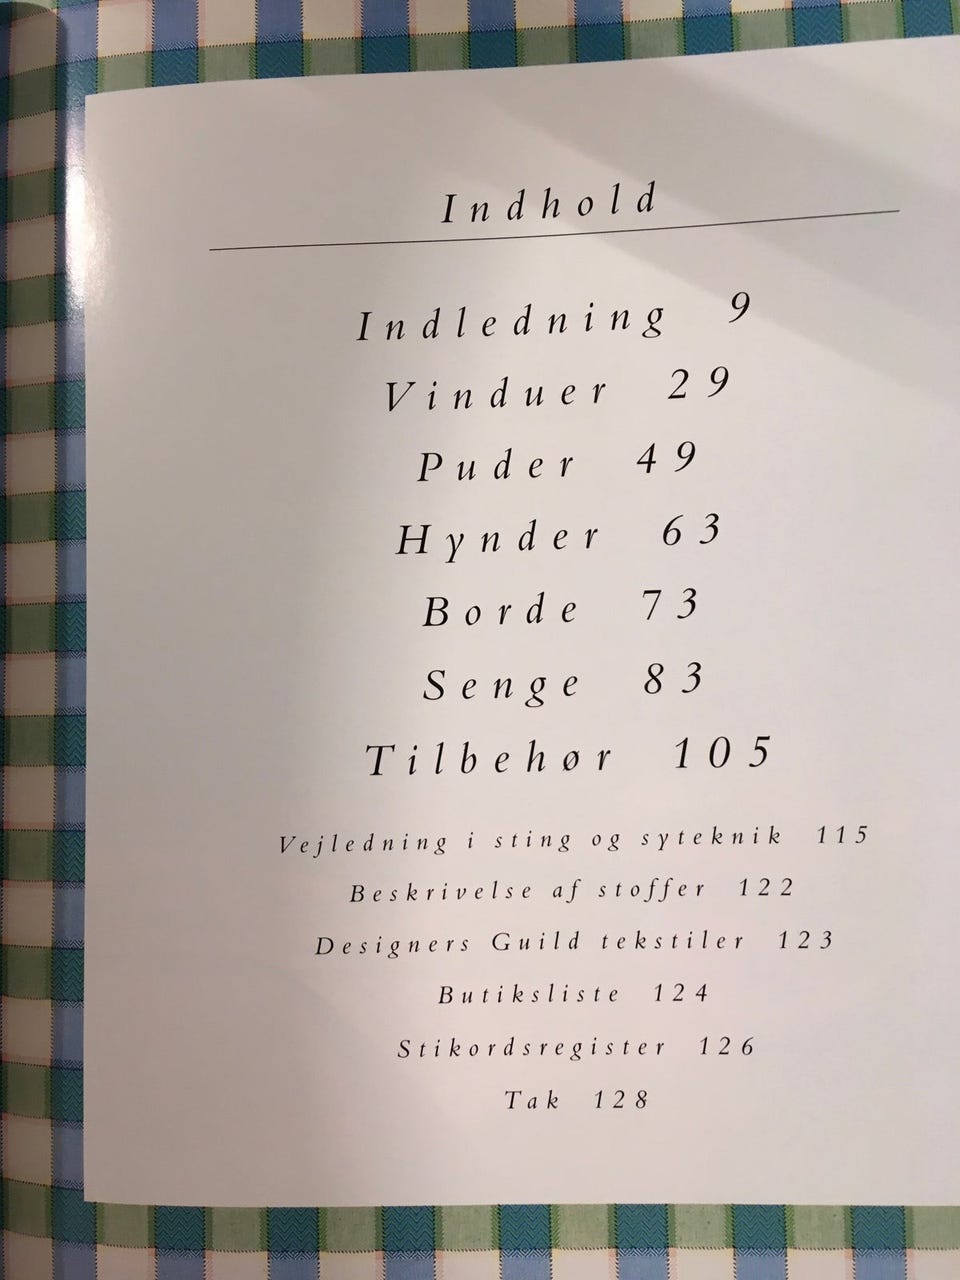 Indhold
Indledning 9
Vinduer 29
Puder 49
Hynder 63
Borde 73
Senge 83
Tilbehør 105
Vejledning i sting og syteknik 115
Beskrivelse af stoffer 122
Designers Guild tekstiler 123
Butiksliste 124
Stikordsregister 126
Tak 128